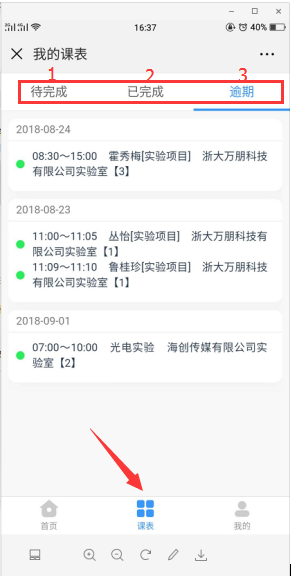 16:37
40%
我的课表
1 2 3
待完成 已完成 逾期
2018-08-24
08:30～15:00 霍秀梅[实验项目] 浙大万朋科技
有限公司实验室【3】
2018-08-23
11:00～11:05 丛怡[实验项目] 浙大万朋科技有
限公司实验室【1】
11:09～11:10 鲁桂珍[实验项目] 浙大万朋科技
有限公司实验室【1】
2018-09-01
07:00～10:00 光电实验 海创传媒有限公司实
验室【2】
首页 课表 我的